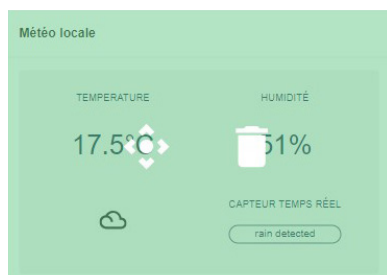 Météo locale
TEMPERATURE
HUMIDITÉ
17.5°C
51%
CAPTEUR TEMPS RÉEL
rain detected